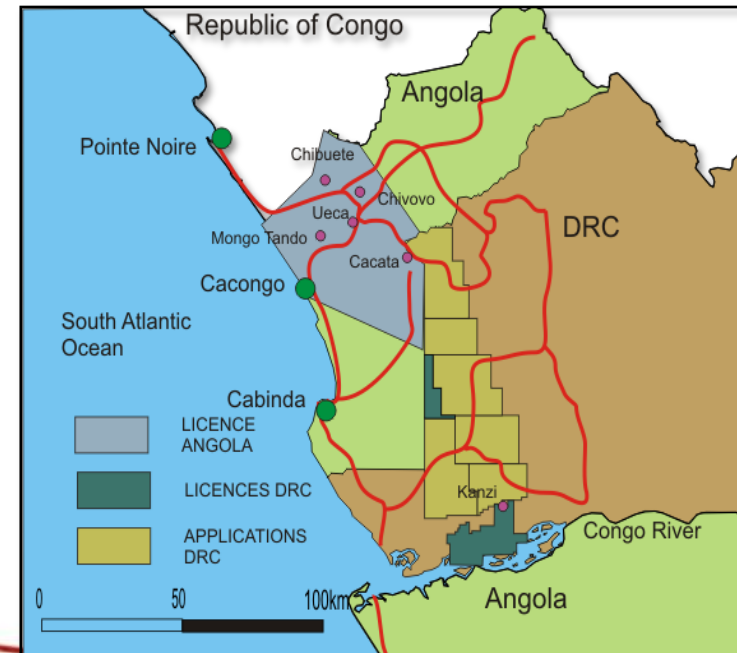 Republic of Congo
Angola
Pointe Noire
Chibuete
Chivovo
Ueca
Mongo Tando
DRC
Cacata
Cacongo
South Atlantic
Ocean
Cabinda
LICENCE
ANGOLA
LICENCES DRC
Kanzi
APPLICATIONS
DRC
Congo River
0 50 100km
Angola